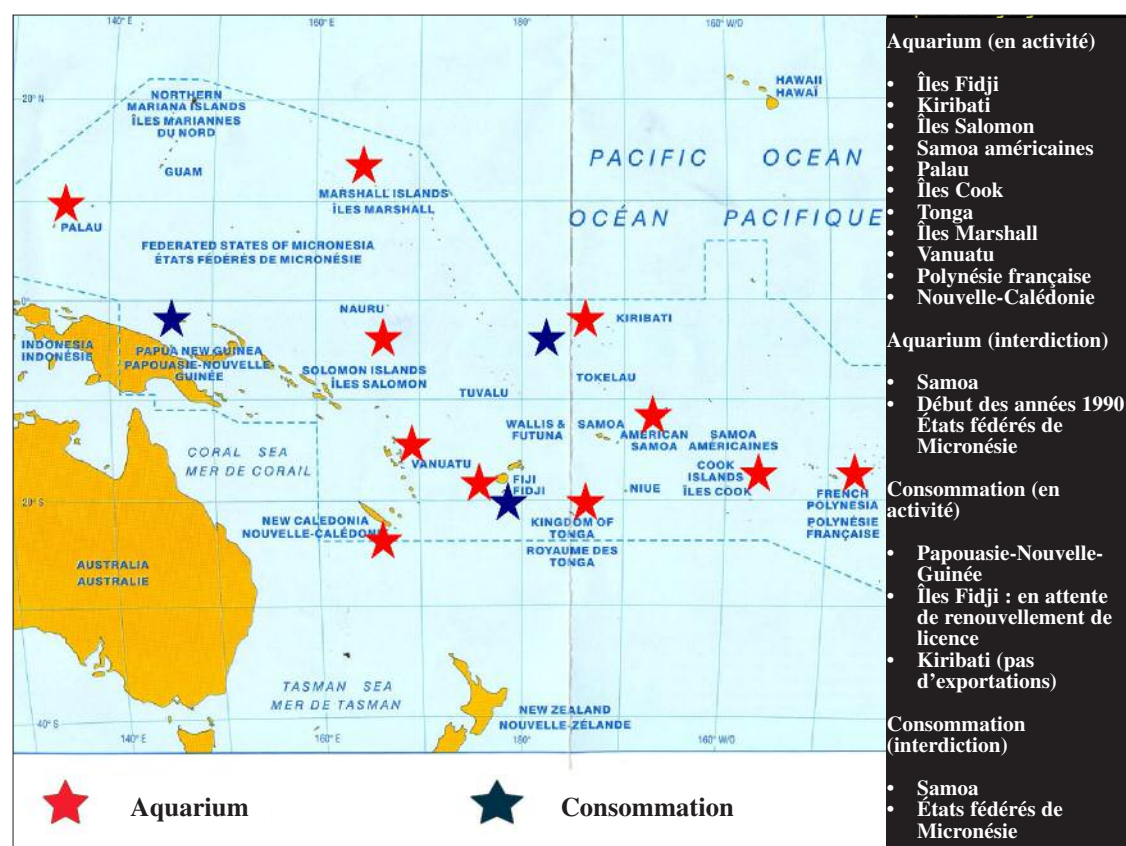 140° E
160° E
180°
160° W/O
20° N
HAWAII
HAWAÏ
NORTHERN
MARIANA ISLANDS
ÎLES MARIANNES
DU NORD
GUAM
PACIFIC OCEAN
OCÉAN PACIFIQUE
MARSHALL ISLANDS
ÎLES MARSHALL
PALAU
FEDERATED STATES OF MICRONESIA
ÉTATS FÉDÉRÉS DE MICRONÉSIE
0°
NAURU
KIRIBATI
INDONESIA
INDONÉSIE
PAPUA NEW GUINEA
PAPOUASIE-NOUVELLE-
GUINÉE
SOLOMON ISLANDS
ÎLES SALOMON
TUVALU
TOKELAU
WALLIS &
FUTUNA
SAMOA
AMERICAN
SAMOA
SAMOA
AMÉRICAINES
CORAL SEA
MER DE CORAIL
VANUATU
FIJI
FIDJI
COOK
ISLANDS
ÎLES COOK
NIUE
FRENCH
POLYNESIA
POLYNÉSIE
FRANÇAISE
20° S
NEW CALEDONIA
NOUVELLE-CALÉDONIE
KINGDOM OF
TONGA
ROYAUME DES
TONGA
AUSTRALIA
AUSTRALIE
TASMAN SEA
MER DE TASMAN
NEW ZEALAND
NOUVELLE-ZÉLANDE
40° S
140° E
160° E
180°
160° W/O
Aquarium
Consommation
Aquarium (en activité)
• Îles Fidji
• Kiribati
• Îles Salomon
• Samoa américaines
• Palau
• Îles Cook
• Tonga
• Îles Marshall
• Vanuatu
• Polynésie française
• Nouvelle-Calédonie
Aquarium (interdiction)
• Samoa
• Début des années 1990
États fédérés de
Micronésie
Consommation (en
activité)
• Papouasie-Nouvelle-
Guinée
• Îles Fidji : en attente
de renouvellement de
licence
• Kiribati (pas
d'exportations)
Consommation
(interdiction)
• Samoa
• États fédérés de
Micronésie